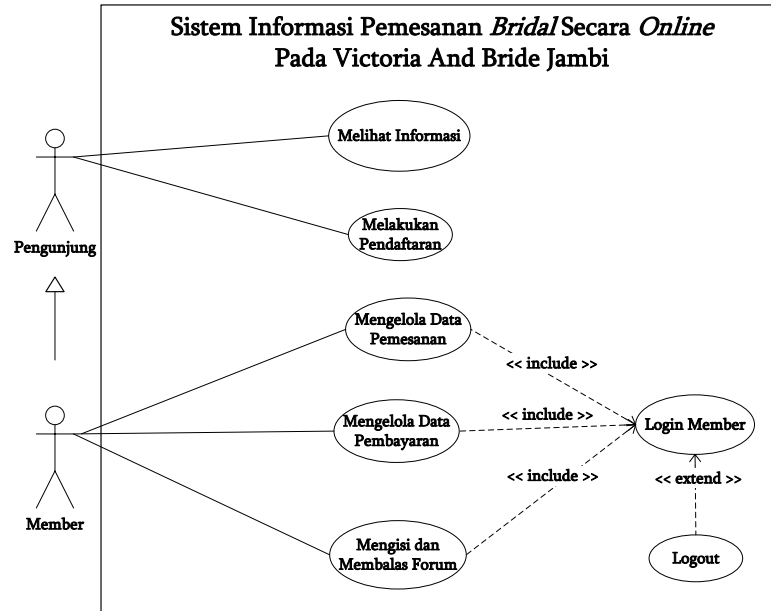 Sistem Informasi Pemesanan Bridal Secara Online
Pada Victoria And Bride Jambi
Melihat Informasi
Pengunjung
Melakukan
Pendaftaran
Mengelola Data
Pemesanan
<< include >>
Mengelola Data
Pembayaran
<< include >>
Login Member
<< include >>
<< extend >>
Member
Mengisi dan
Membalas Forum
Logout